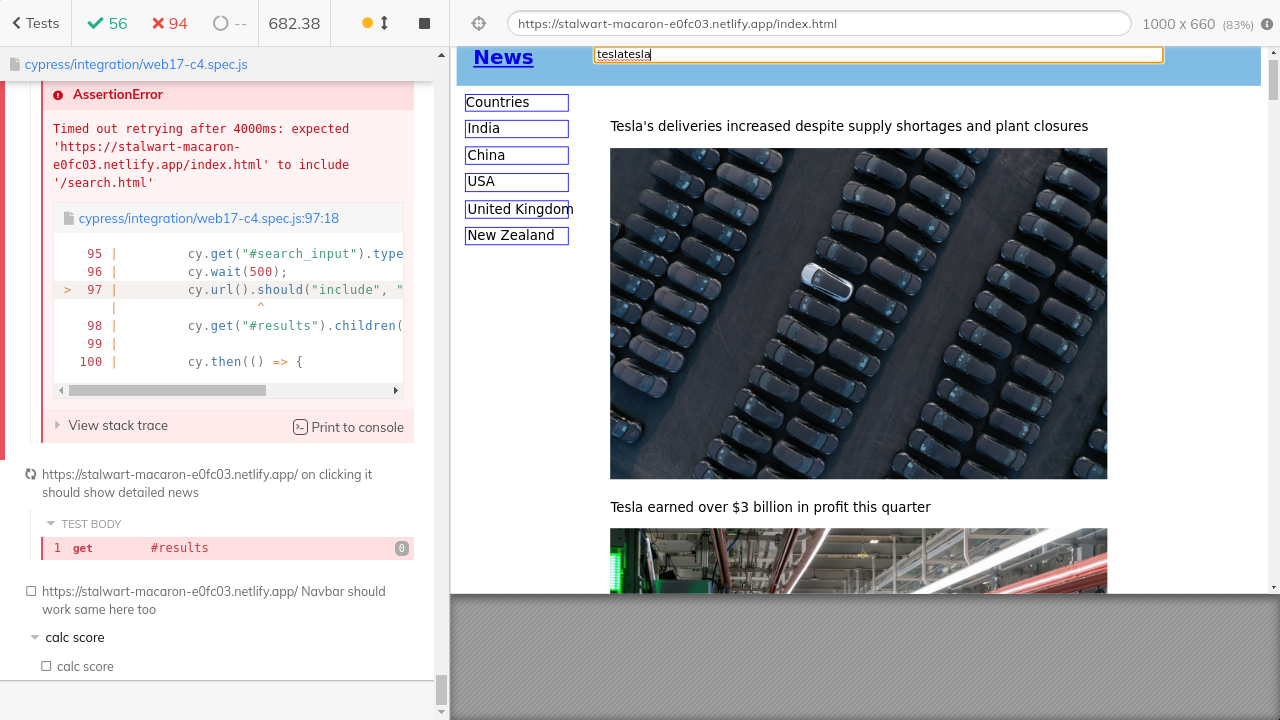 Tests
56
94
--
682.38
https://stalwart-macaron-e0fc03.netlify.app/index.html
1000 x 660 (83%)
cypress/integration/web17-c4.spec.js
AssertionError
Timed out retrying after 4000ms: expected
'https://stalwart-macaron-
e0fc03.netlify.app/index.html' to include
'/search.html'
cypress/integration/web17-c4.spec.js:97:18
95 | cy.get("#search_input").type
96 | cy.wait(500);
> 97 | cy.url().should("include", "
| ^
98 | cy.get("#results").children(
99 |
100 | cy.then(() => {
View stack trace
Print to console
https://stalwart-macaron-e0fc03.netlify.app/ on clicking it
should show detailed news
TEST BODY
1 get #results 0
https://stalwart-macaron-e0fc03.netlify.app/ Navbar should
work same here too
calc score
calc score
News
teslatesla
Countries
India
China
USA
United Kingdom
New Zealand
Tesla's deliveries increased despite supply shortages and plant closures
Tesla earned over $3 billion in profit this quarter